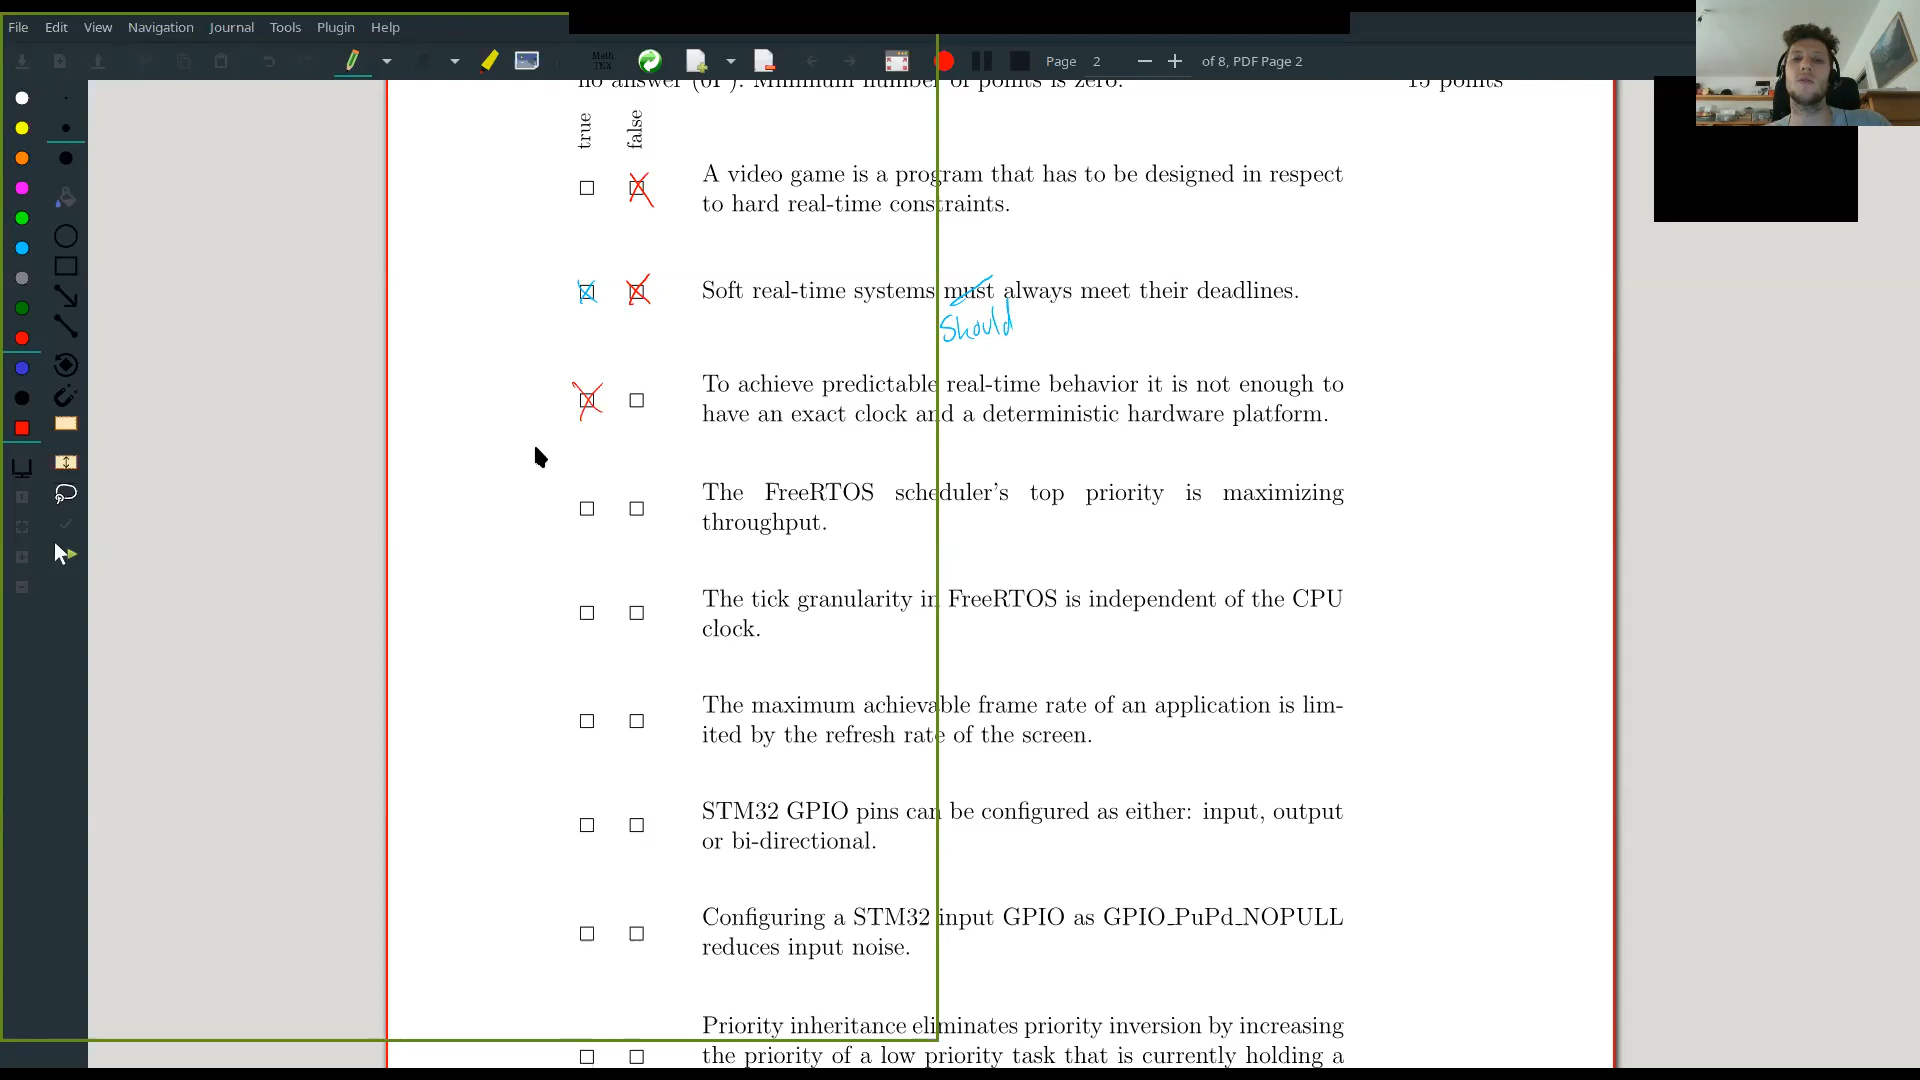 File Edit View Navigation Journal Tools Plugin Help
Math
TEX
Page 2 of 8, PDF Page 2
no answer (0P). Minimum number of points is zero. 15 points
true false
A video game is a program that has to be designed in respect
to hard real-time constraints.
Soft real-time systems must always meet their deadlines.
Should
To achieve predictable real-time behavior it is not enough to
have an exact clock and a deterministic hardware platform.
The FreeRTOS scheduler's top priority is maximizing
throughput.
The tick granularity in FreeRTOS is independent of the CPU
clock.
The maximum achievable frame rate of an application is lim-
ited by the refresh rate of the screen.
STM32 GPIO pins can be configured as either: input, output
or bi-directional.
Configuring a STM32 input GPIO as GPIO_PuPd_NOPULL
reduces input noise.
Priority inheritance eliminates priority inversion by increasing
the priority of a low priority task that is currently holding a